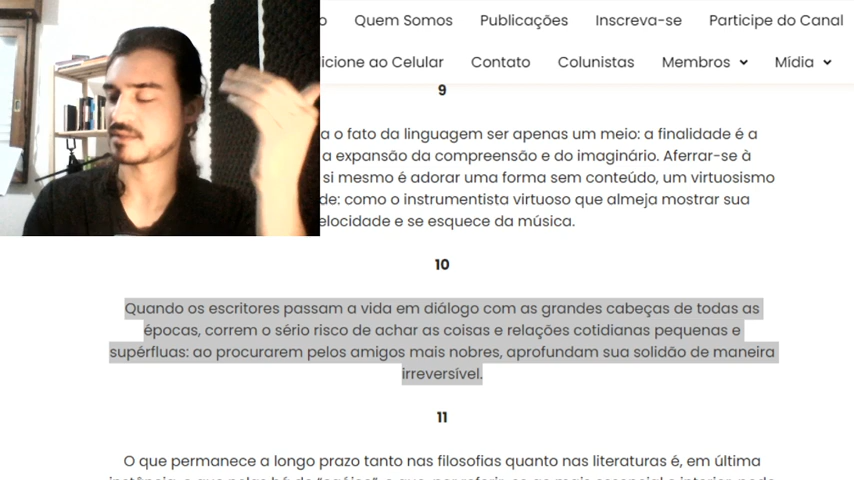 Quem Somos Publicações Inscreva-se Participe do Canal
ao Celular Contato Colunistas Membros Mídia
9
a o fato da linguagem ser apenas um meio: a finalidade é a
a expansão da compreensão e do imaginário. Aferrar-se à
si mesmo é adorar uma forma sem conteúdo, um virtuosismo
de: como o instrumentista virtuoso que almeja mostrar sua
e se esquece da música.
10
Quando os escritores passam a vida em diálogo com as grandes cabeças de todas as
épocas, correm o sério risco de achar as coisas e relações cotidianas pequenas e
supérfluas: ao procurarem pelos amigos mais nobres, aprofundam sua solidão de maneira
irreversível.
11
O que permanece a longo prazo tanto nas filosofias quanto nas literaturas é, em última